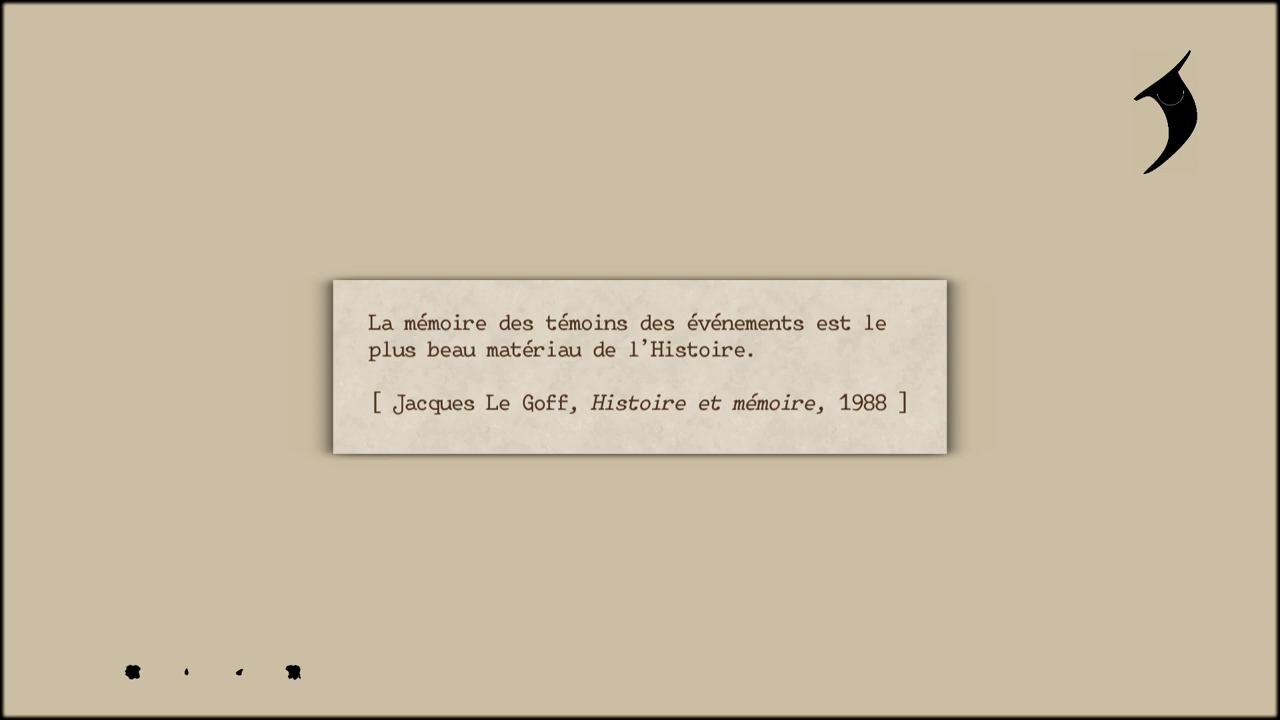 La mémoire des témoins des événements est le
plus beau matériau de l’Histoire.
[ Jacques Le Goff, Histoire et mémoire, 1988 ]